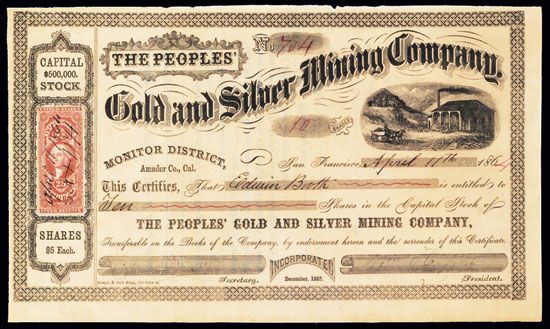 CAPITAL
$500,000.
STOCK
SHARES
$5 Each.
No. 704
THE PEOPLES'
Gold and Silver Mining Company.
10
SHARES
MONITOR DISTRICT,
Amador Co., Cal.
San Francisco, April 11th 1864
This Certifies, That Edwin Booth is entitled to
Ten Shares in the Capital Stock of
THE PEOPLES' GOLD AND SILVER MINING COMPANY,
Transferable on the Books of the Company, by endorsement hereon and the surrender of this Certificate.
INCORPORATED
December, 1863.
Secretary.
President.